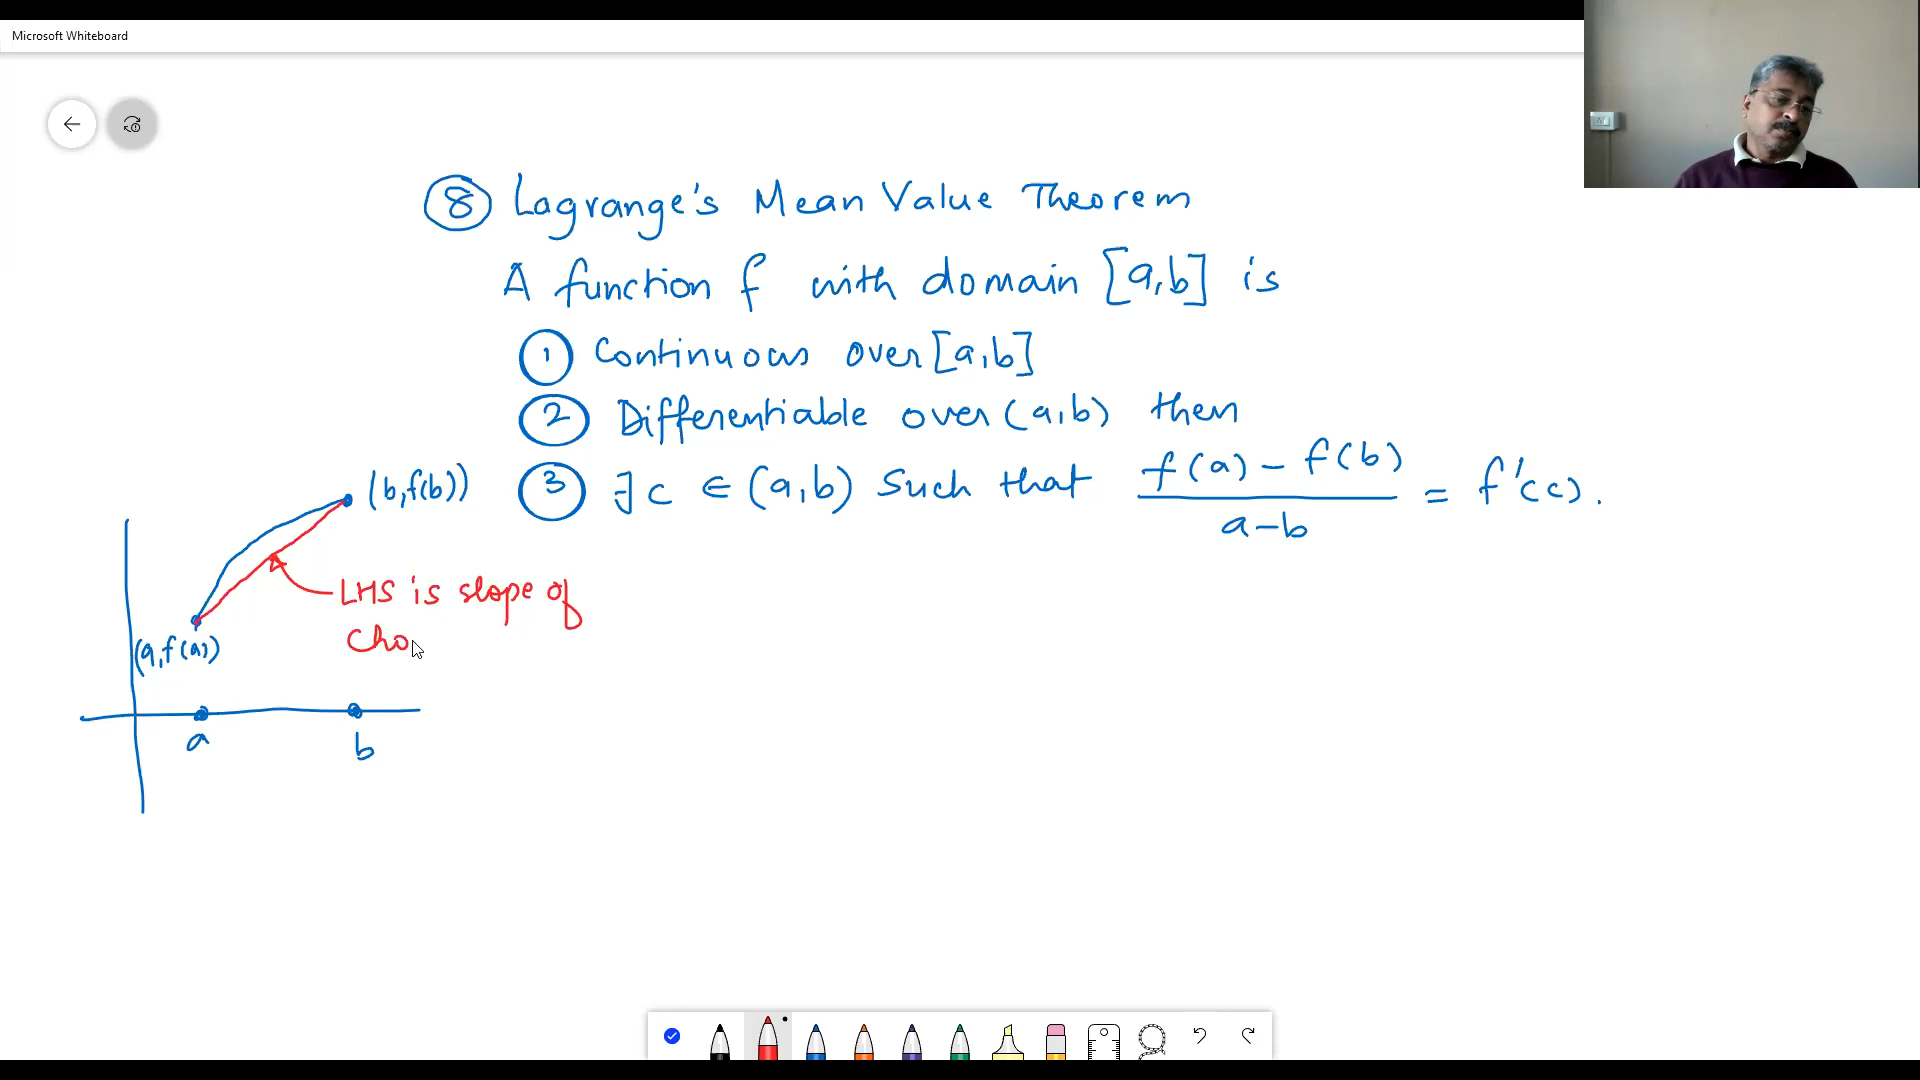 Microsoft Whiteboard
8 Lagrange's Mean Value Theorem
A function f with domain [a,b] is
1 Continuous over [a,b]
2 Differentiable over (a,b) then
3 ∃ c ∈ (a,b) Such that (f(a) - f(b))/(a-b) = f'(c).
(b,f(b))
LHS is slope of
Cho
(a,f(a))
a b